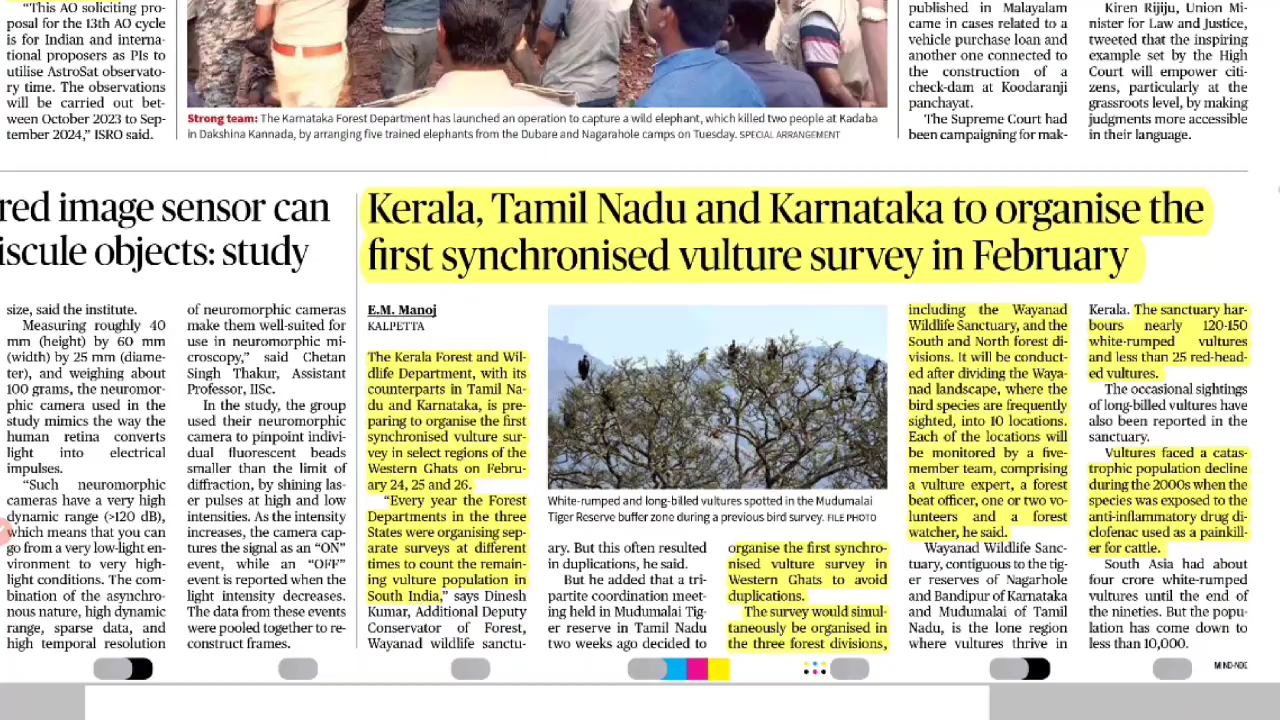 “This AO soliciting pro-
posal for the 13th AO cycle
is for Indian and interna-
tional proposers as PIs to
utilise AstroSat observato-
ry time. The observations
will be carried out bet-
ween October 2023 to Sep-
tember 2024,” ISRO said.
Strong team: The Karnataka Forest Department has launched an operation to capture a wild elephant, which killed two people at Kadaba
in Dakshina Kannada, by arranging five trained elephants from the Dubare and Nagarahole camps on Tuesday. SPECIAL ARRANGEMENT
published in Malayalam
came in cases related to a
vehicle purchase loan and
another one connected to
the construction of a
check-dam at Koodaranji
panchayat.
The Supreme Court had
been campaigning for mak-
Kiren Rijiju, Union Mi-
nister for Law and Justice,
tweeted that the inspiring
example set by the High
Court will empower citi-
zens, particularly at the
grassroots level, by making
judgments more accessible
in their language.
red image sensor can
iscule objects: study
size, said the institute.
Measuring roughly 40
mm (height) by 60 mm
(width) by 25 mm (diame-
ter), and weighing about
100 grams, the neuromor-
phic camera used in the
study mimics the way the
human retina converts
light into electrical
impulses.
“Such neuromorphic
cameras have a very high
dynamic range (>120 dB),
which means that you can
go from a very low-light en-
vironment to very high-
light conditions. The com-
bination of the asynchro-
nous nature, high dynamic
range, sparse data, and
high temporal resolution
of neuromorphic cameras
make them well-suited for
use in neuromorphic mi-
croscopy,” said Chetan
Singh Thakur, Assistant
Professor, IISc.
In the study, the group
used their neuromorphic
camera to pinpoint indivi-
dual fluorescent beads
smaller than the limit of
diffraction, by shining las-
er pulses at high and low
intensities. As the intensity
increases, the camera cap-
tures the signal as an “ON”
event, while an “OFF”
event is reported when the
light intensity decreases.
The data from these events
were pooled together to re-
construct frames.
Kerala, Tamil Nadu and Karnataka to organise the
first synchronised vulture survey in February
E.M. Manoj
KALPETTA
The Kerala Forest and Wil-
dlife Department, with its
counterparts in Tamil Na-
du and Karnataka, is pre-
paring to organise the first
synchronised vulture sur-
vey in select regions of the
Western Ghats on Febru-
ary 24, 25 and 26.
“Every year the Forest
Departments in the three
States were organising sep-
arate surveys at different
times to count the remain-
ing vulture population in
South India,” says Dinesh
Kumar, Additional Deputy
Conservator of Forest,
Wayanad wildlife sanctu-
White-rumped and long-billed vultures spotted in the Mudumalai
Tiger Reserve buffer zone during a previous bird survey. FILE PHOTO
ary. But this often resulted
in duplications, he said.
But he added that a tri-
partite coordination meet-
ing held in Mudumalai Tig-
er reserve in Tamil Nadu
two weeks ago decided to
organise the first synchro-
nised vulture survey in
Western Ghats to avoid
duplications.
The survey would simul-
taneously be organised in
the three forest divisions,
including the Wayanad
Wildlife Sanctuary, and the
South and North forest di-
visions. It will be conduct-
ed after dividing the Waya-
nad landscape, where the
bird species are frequently
sighted, into 10 locations.
Each of the locations will
be monitored by a five-
member team, comprising
a vulture expert, a forest
beat officer, one or two vo-
lunteers and a forest
watcher, he said.
Wayanad Wildlife Sanc-
tuary, contiguous to the tig-
er reserves of Nagarhole
and Bandipur of Karnataka
and Mudumalai of Tamil
Nadu, is the lone region
where vultures thrive in
Kerala. The sanctuary har-
bours nearly 120-150
white-rumped vultures
and less than 25 red-head-
ed vultures.
The occasional sightings
of long-billed vultures have
also been reported in the
sanctuary.
Vultures faced a catas-
trophic population decline
during the 2000s when the
species was exposed to the
anti-inflammatory drug di-
clofenac used as a painkill-
er for cattle.
South Asia had about
four crore white-rumped
vultures until the end of
the nineties. But the popu-
lation has come down to
less than 10,000.
MIND-NDE